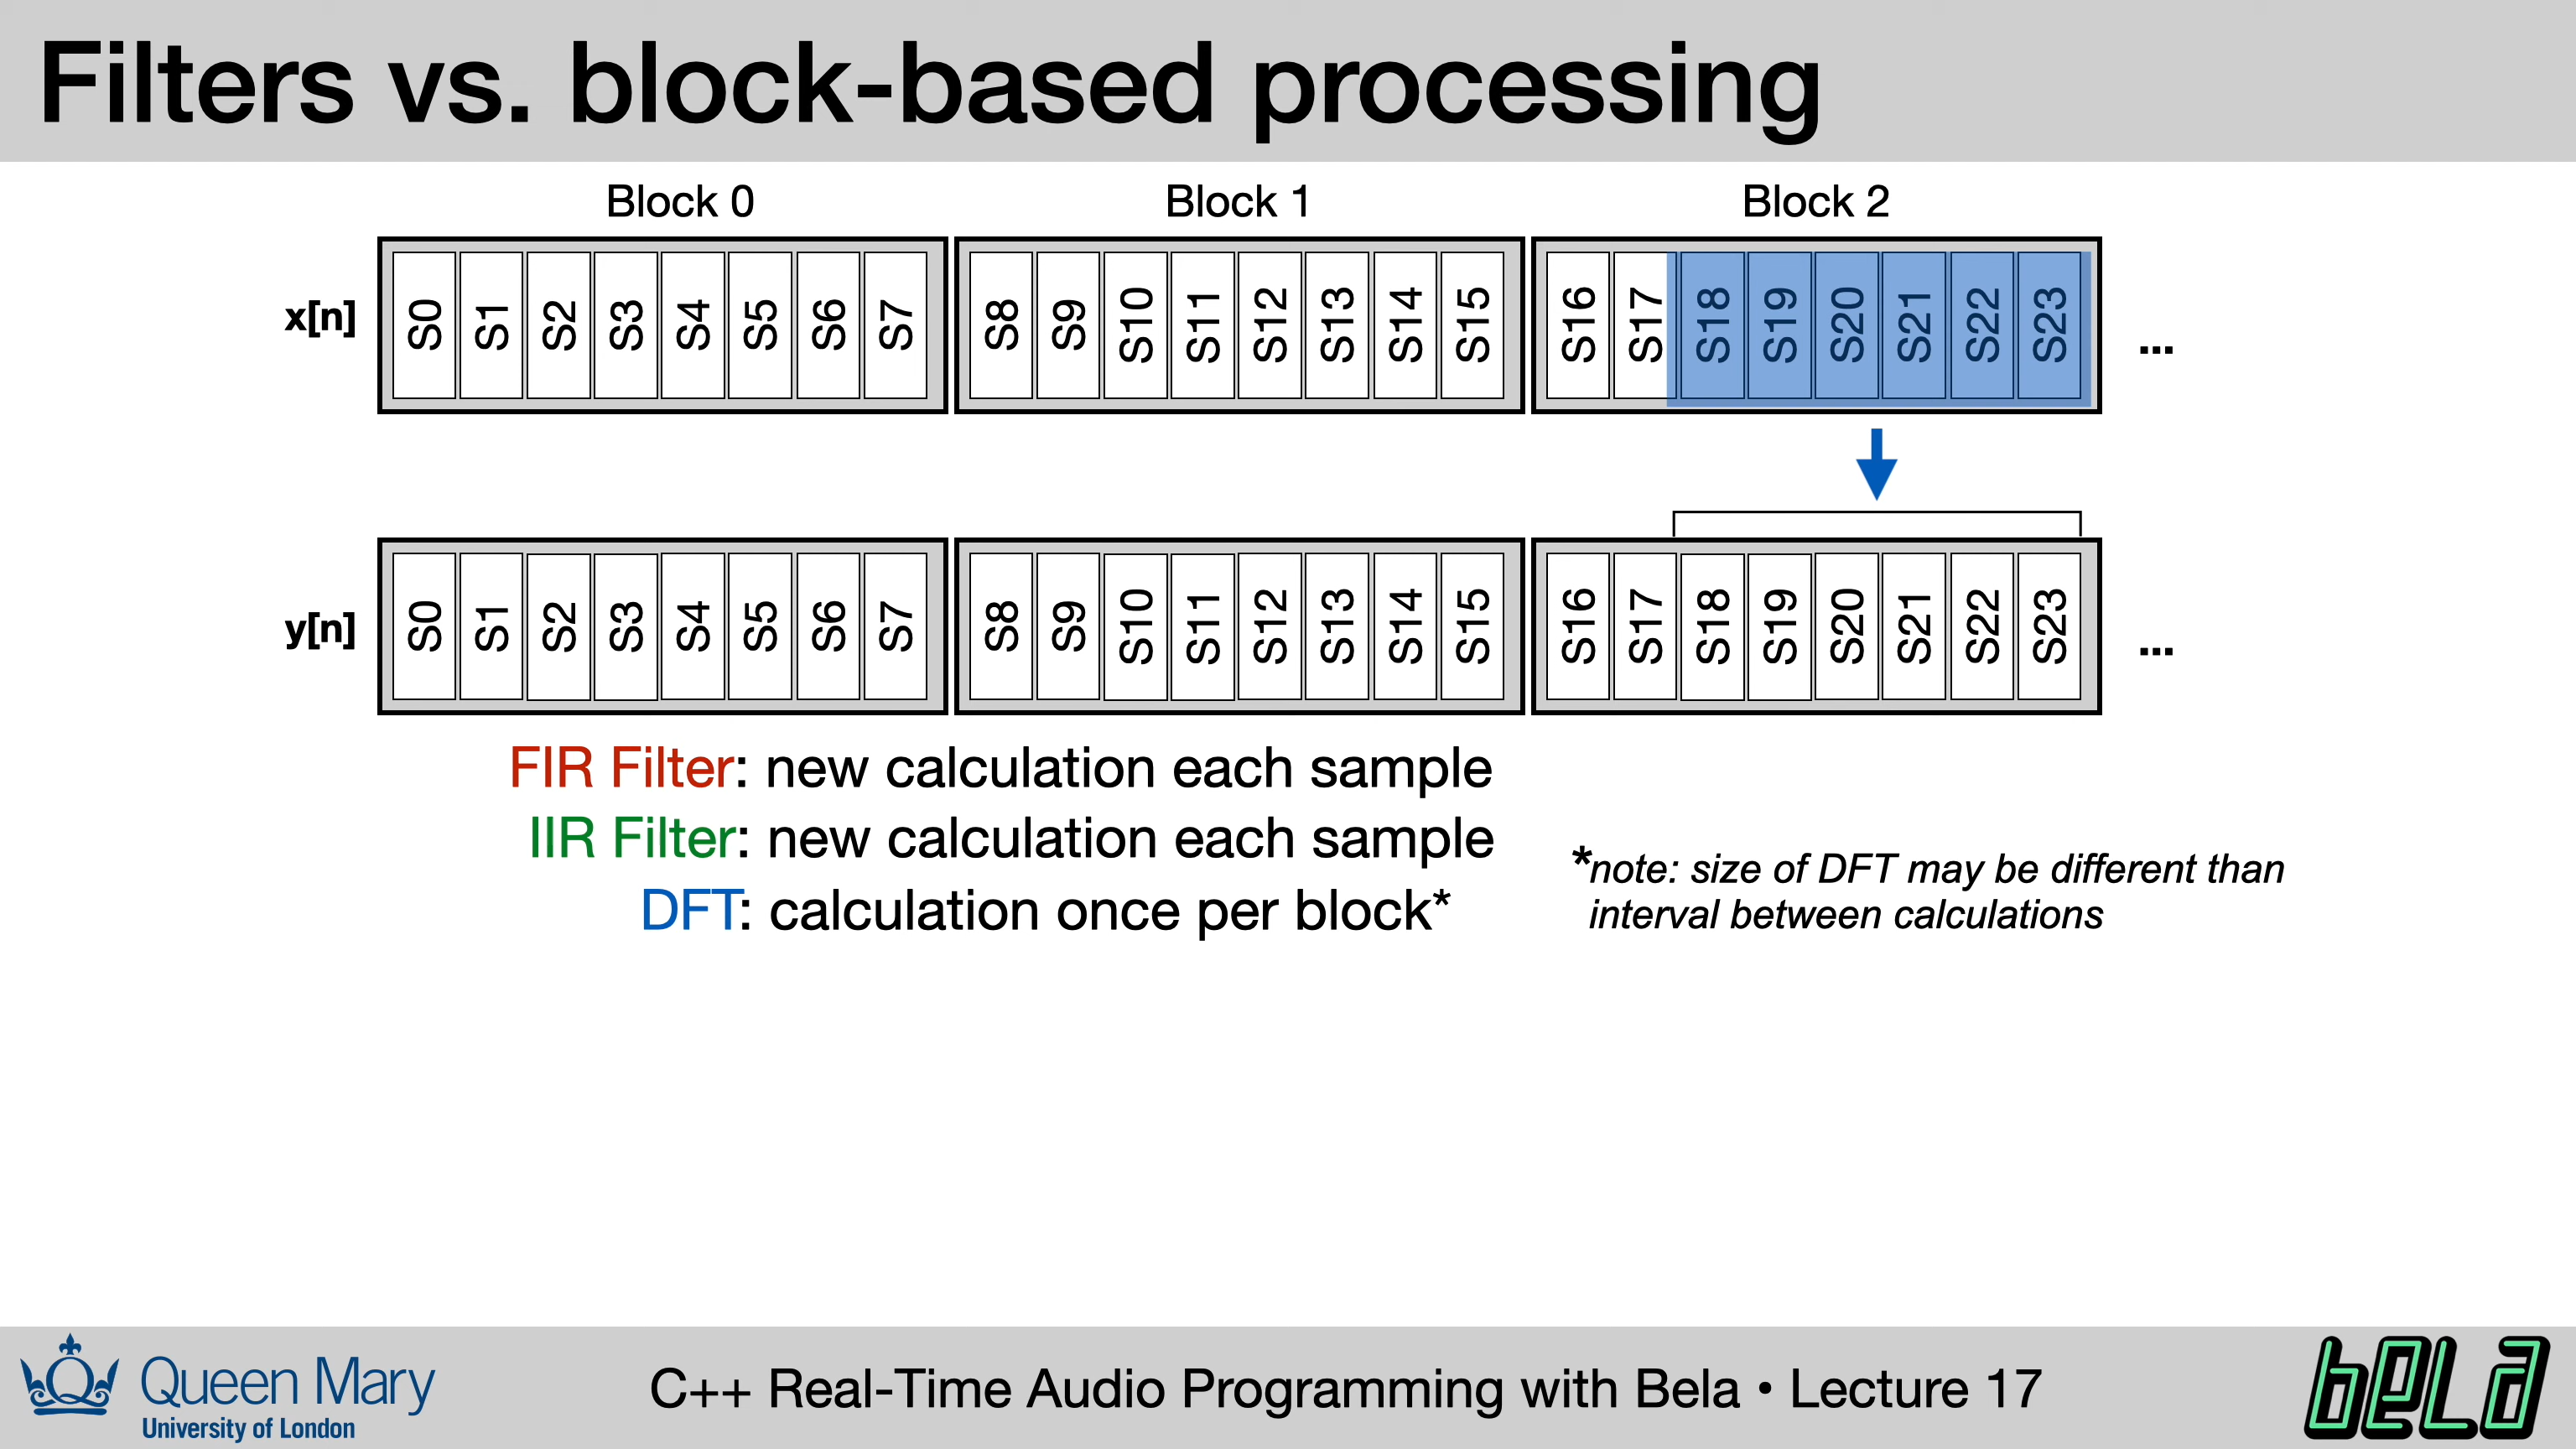 Filters vs. block-based processing
Block 0 Block 1 Block 2
x[n] S0 S1 S2 S3 S4 S5 S6 S7 S8 S9 S10 S11 S12 S13 S14 S15 S16 S17 S18 S19 S20 S21 S22 S23 ...
y[n] S0 S1 S2 S3 S4 S5 S6 S7 S8 S9 S10 S11 S12 S13 S14 S15 S16 S17 S18 S19 S20 S21 S22 S23 ...
FIR Filter: new calculation each sample
IIR Filter: new calculation each sample
DFT: calculation once per block*
*note: size of DFT may be different than
interval between calculations
Queen Mary
University of London
C++ Real-Time Audio Programming with Bela • Lecture 17
bela